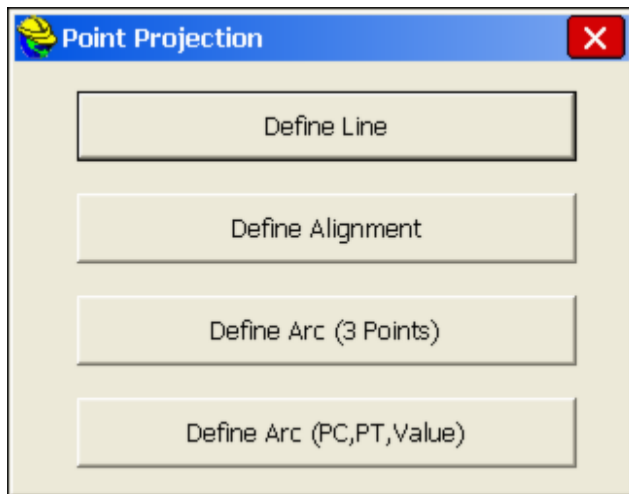 Point Projection
Define Line
Define Alignment
Define Arc (3 Points)
Define Arc (PC,PT,Value)